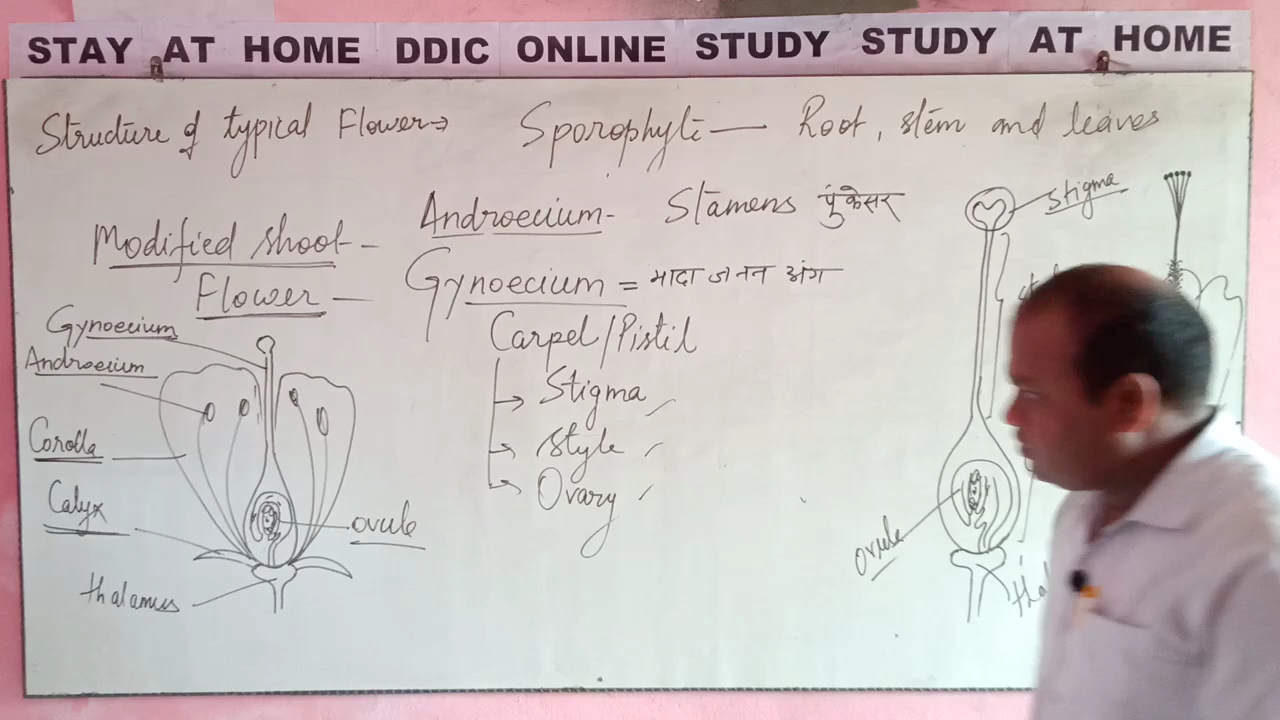 STAY AT HOME DDIC ONLINE STUDY STUDY AT HOME
Structure of typical Flower→ Sporophyte — Root, stem and leaves
Androecium- Stamens पुंकेसर
Modified shoot -
Gynoecium = मादा जनन अंग
Flower -
Carpel/Pistil
→ Stigma
→ Style
→ Ovary
Gynoecium
Androecium
Corolla
Calyx
thalamus
ovule
Stigma
ovule